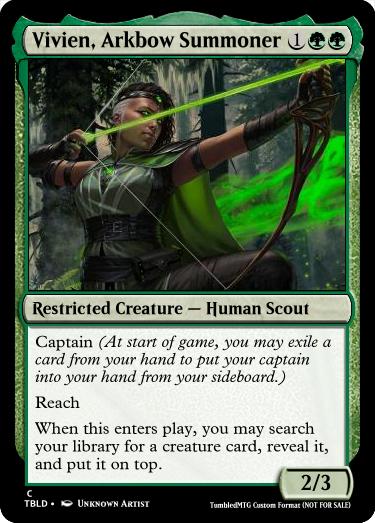 Vivien, Arkbow Summoner 1
Restricted Creature — Human Scout
Captain (At start of game, you may exile a
card from your hand to put your captain
into your hand from your sideboard.)
Reach
When this enters play, you may search
your library for a creature card, reveal it,
and put it on top.
2/3
C
TBLD • Unknown Artist
TumbledMTG Custom Format (NOT FOR SALE)